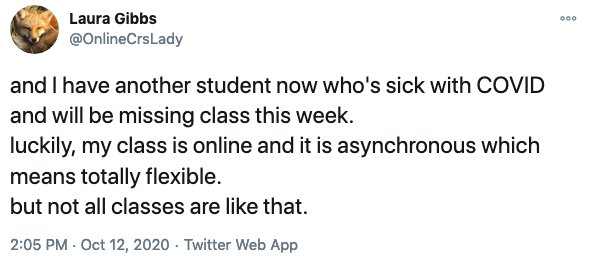 Laura Gibbs
@OnlineCrsLady
and I have another student now who's sick with COVID
and will be missing class this week.
luckily, my class is online and it is asynchronous which
means totally flexible.
but not all classes are like that.
2:05 PM · Oct 12, 2020 · Twitter Web App